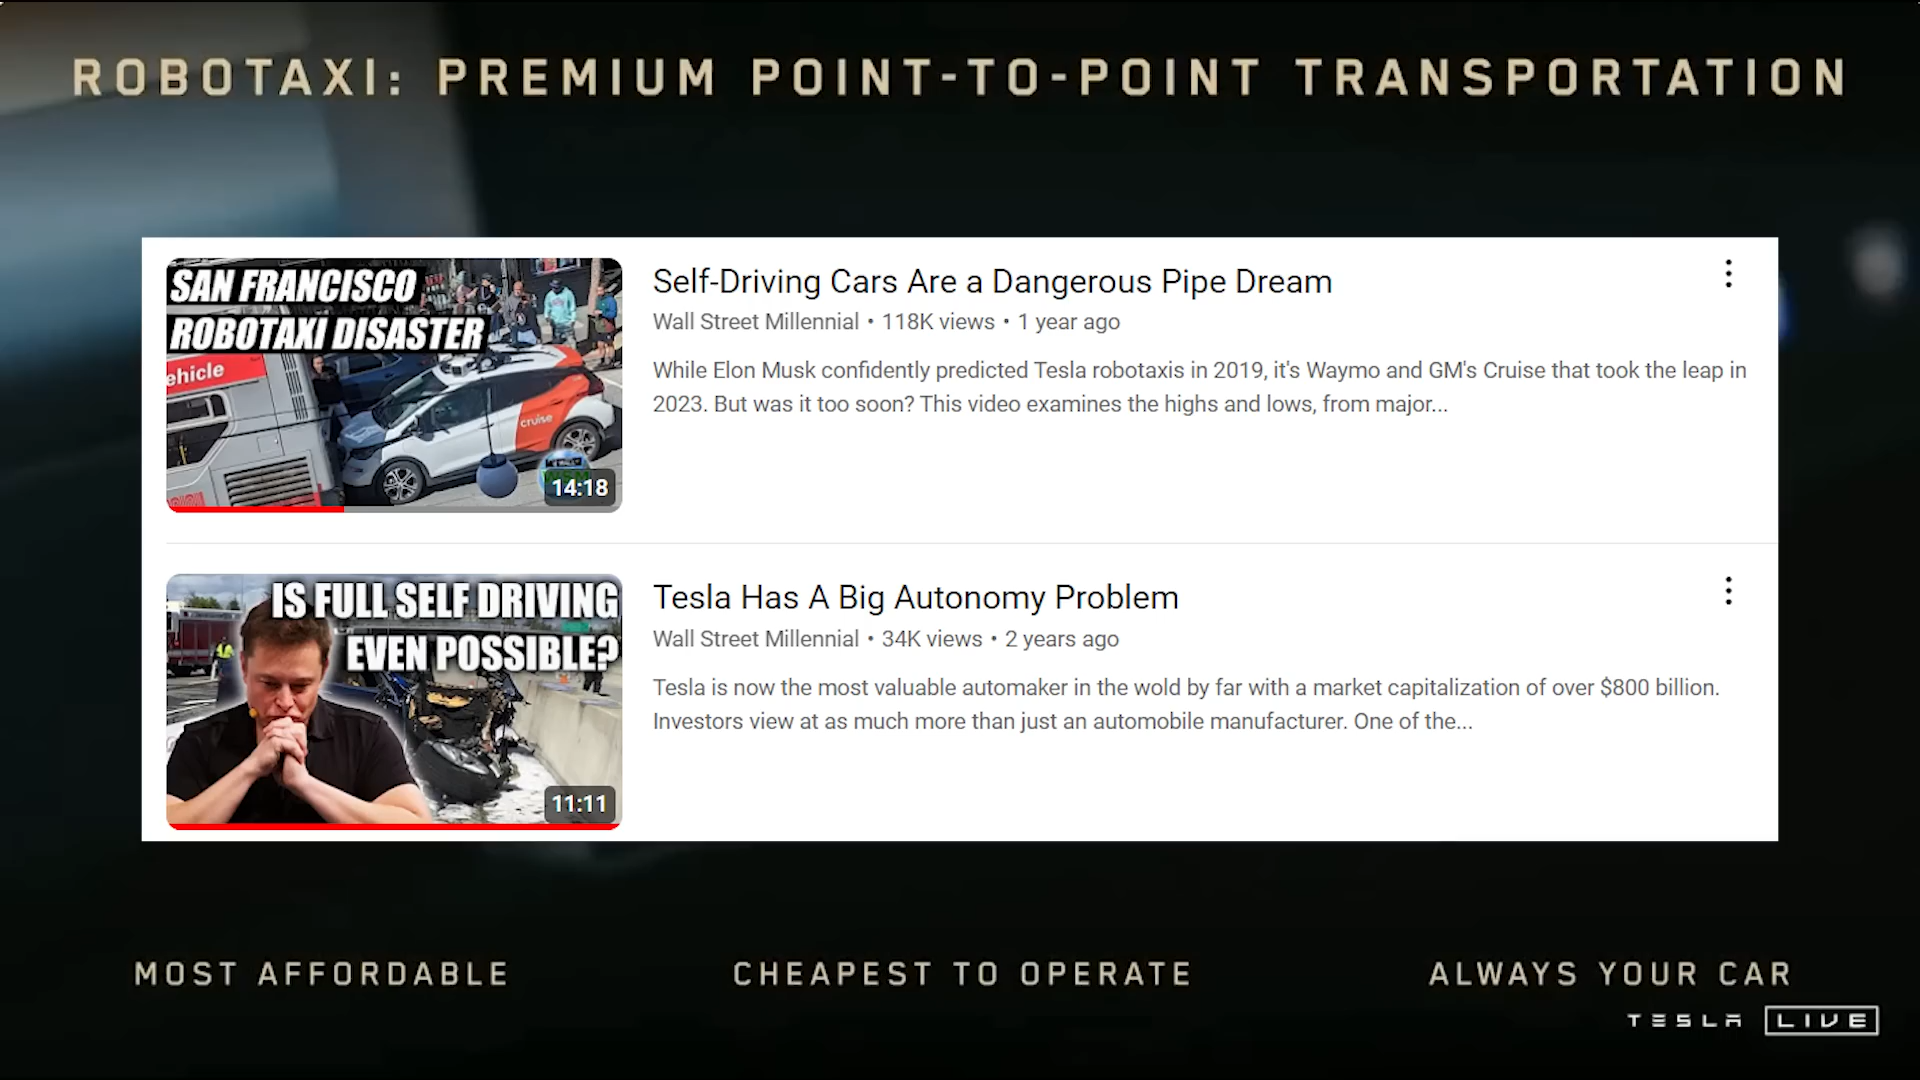 ROBOTAXI: PREMIUM POINT-TO-POINT TRANSPORTATION
SAN FRANCISCO
ROBOTAXI DISASTER
ehicle
cruise
14:18
Self-Driving Cars Are a Dangerous Pipe Dream
Wall Street Millennial • 118K views • 1 year ago
While Elon Musk confidently predicted Tesla robotaxis in 2019, it's Waymo and GM's Cruise that took the leap in
2023. But was it too soon? This video examines the highs and lows, from major...
IS FULL SELF DRIVING
EVEN POSSIBLE?
11:11
Tesla Has A Big Autonomy Problem
Wall Street Millennial • 34K views • 2 years ago
Tesla is now the most valuable automaker in the wold by far with a market capitalization of over $800 billion.
Investors view at as much more than just an automobile manufacturer. One of the...
MOST AFFORDABLE
CHEAPEST TO OPERATE
ALWAYS YOUR CAR
TESLA LIVE